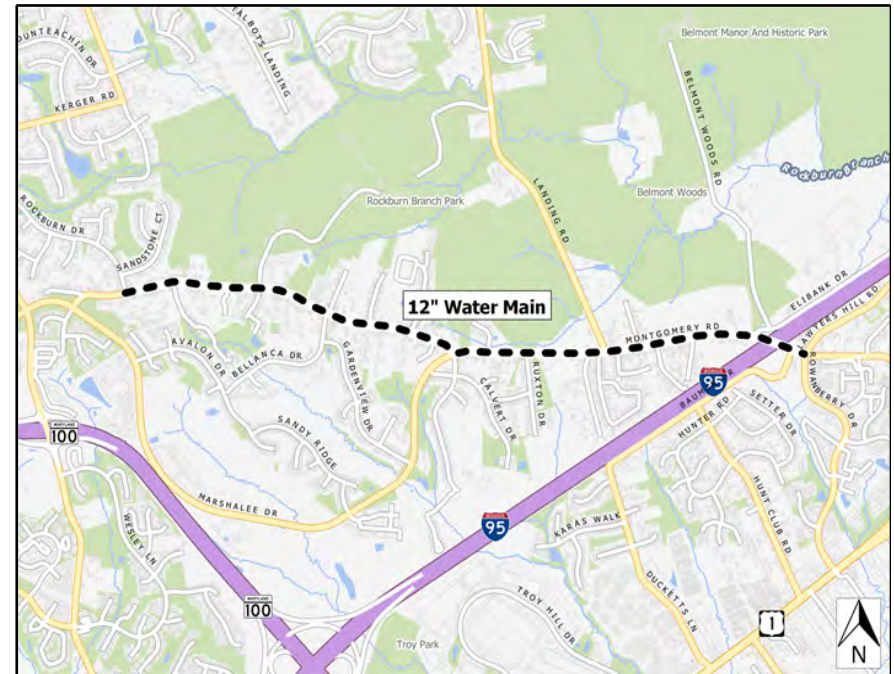 OUNTEACHIN DR
TALBOTS LANDING
KERGER RD
Belmont Manor And Historic Park
BELMONT WOODS RD
Rockburn Branch
LANDING RD
Belmont Woods
Rockburn Branch Park
ROCKBURN DR
SANDSTONE CT
12" Water Main
ELIBANK DR
LAWYERS HILL RD
MONTGOMERY RD
AVALON DR
BELLANCA DR
GARDENVIEW DR
CALVERT DR
RUXTON DR
ROWANBERRY DR
95
HUNTER RD
SETTER DR
MARYLAND
100
SANDY RIDGE
MARSHALEE DR
HUNT CLUB RD
95
KARAS WALK
WESLEY LN
DUCKETTS LN
100
TROY HILL DR
1
Troy Park
N